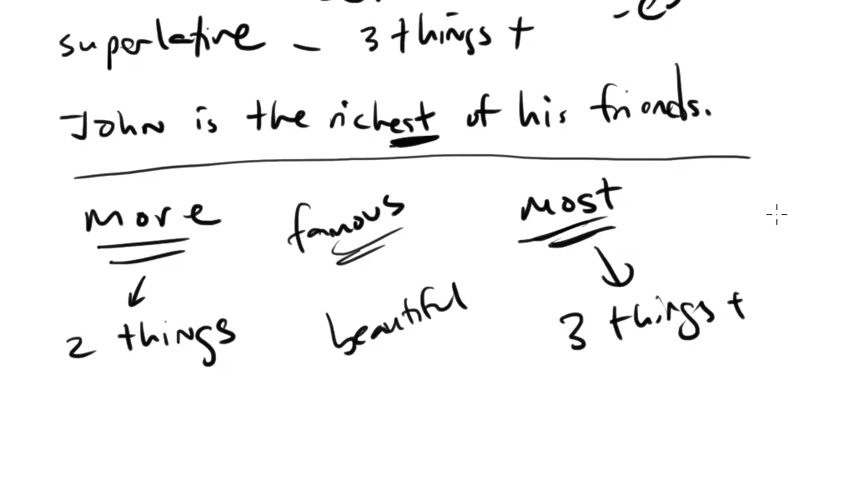 superlative - 3 things +
John is the richest of his friends.
more famous most
2 things beautiful 3 things +